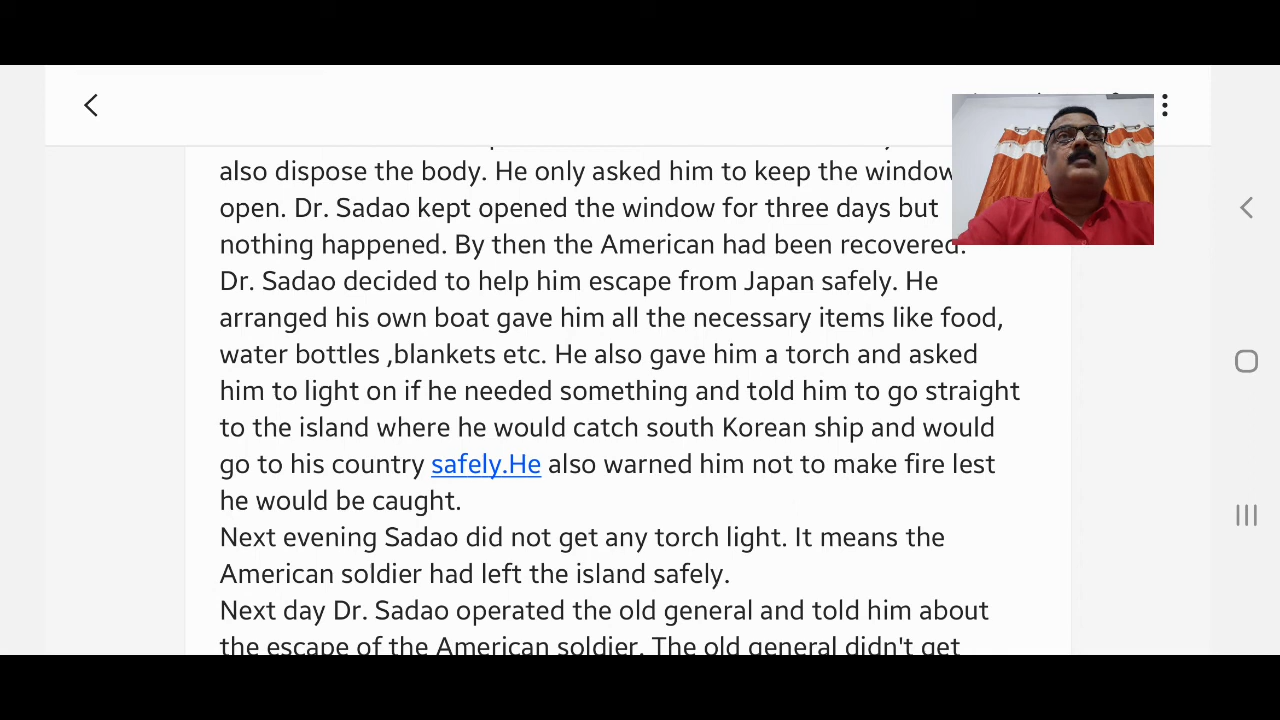 also dispose the body. He only asked him to keep the window
open. Dr. Sadao kept opened the window for three days but
nothing happened. By then the American had been recovered.
Dr. Sadao decided to help him escape from Japan safely. He
arranged his own boat gave him all the necessary items like food,
water bottles ,blankets etc. He also gave him a torch and asked
him to light on if he needed something and told him to go straight
to the island where he would catch south Korean ship and would
go to his country safely.He also warned him not to make fire lest
he would be caught.
Next evening Sadao did not get any torch light. It means the
American soldier had left the island safely.
Next day Dr. Sadao operated the old general and told him about
the escape of the American soldier. The old general didn't get